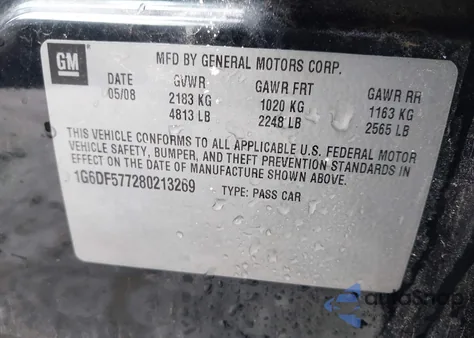 GM
MFD BY GENERAL MOTORS CORP.
DATE GVWR GAWR FRT GAWR RR
05/08 2183 KG 1020 KG 1163 KG
4813 LB 2248 LB 2565 LB
THIS VEHICLE CONFORMS TO ALL APPLICABLE U.S. FEDERAL MOTOR
VEHICLE SAFETY, BUMPER, AND THEFT PREVENTION STANDARDS IN
EFFECT ON THE DATE OF MANUFACTURE SHOWN ABOVE.
1G6DF577280213269 TYPE: PASS CAR